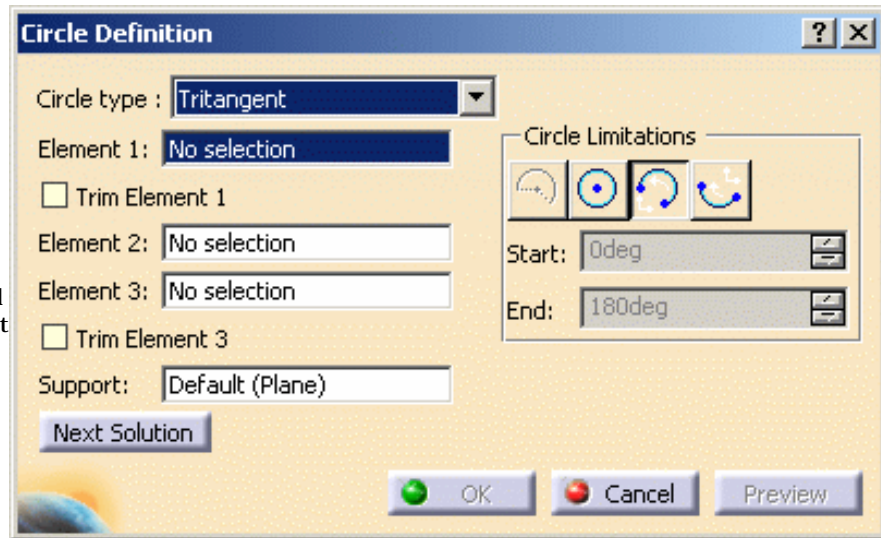 Circle Definition
? X
Circle type : Tritangent
Element 1: No selection
Trim Element 1
Element 2: No selection
Element 3: No selection
Trim Element 3
Support: Default (Plane)
Next Solution
Circle Limitations
Start: 0deg
End: 180deg
OK Cancel Preview